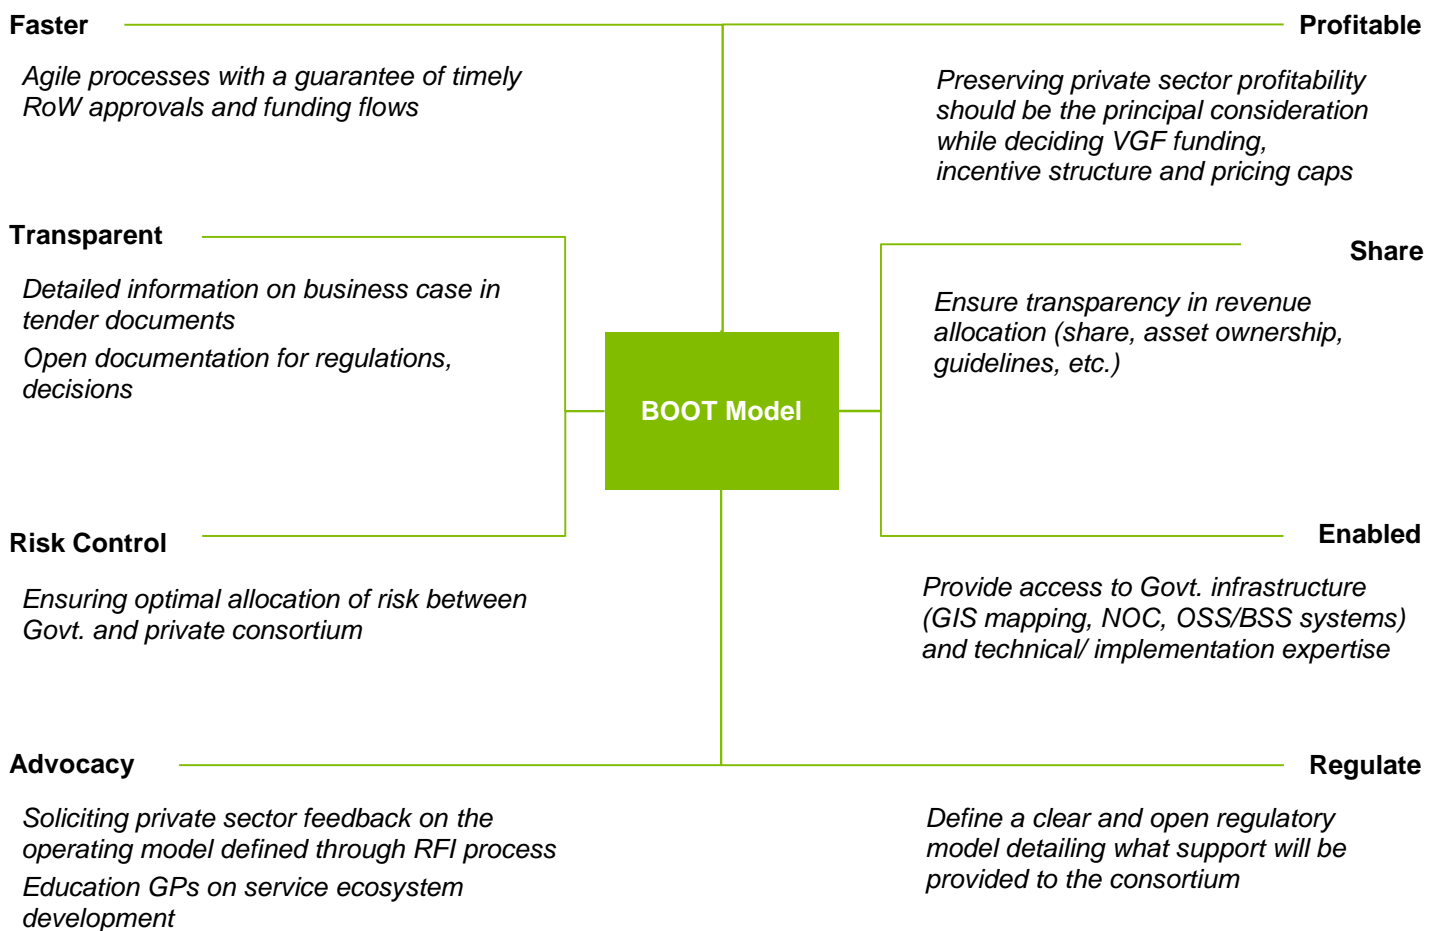 Faster
Agile processes with a guarantee of timely
RoW approvals and funding flows
Profitable
Preserving private sector profitability
should be the principal consideration
while deciding VGF funding,
incentive structure and pricing caps
Transparent
Detailed information on business case in
tender documents
Open documentation for regulations,
decisions
Share
Ensure transparency in revenue
allocation (share, asset ownership,
guidelines, etc.)
BOOT Model
Risk Control
Ensuring optimal allocation of risk between
Govt. and private consortium
Enabled
Provide access to Govt. infrastructure
(GIS mapping, NOC, OSS/BSS systems)
and technical/ implementation expertise
Advocacy
Soliciting private sector feedback on the
operating model defined through RFI process
Education GPs on service ecosystem
development
Regulate
Define a clear and open regulatory
model detailing what support will be
provided to the consortium